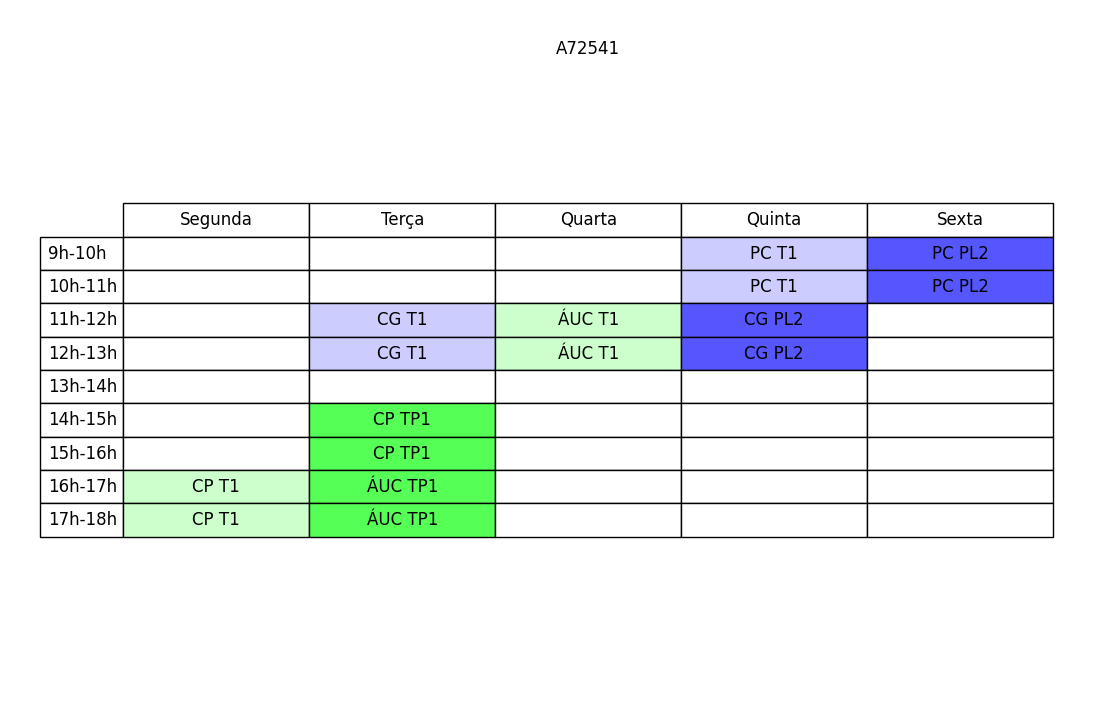 A72541
Segunda Terça Quarta Quinta Sexta
9h-10h PC T1 PC PL2
10h-11h PC T1 PC PL2
11h-12h CG T1 ÁUC T1 CG PL2
12h-13h CG T1 ÁUC T1 CG PL2
13h-14h
14h-15h CP TP1
15h-16h CP TP1
16h-17h CP T1 ÁUC TP1
17h-18h CP T1 ÁUC TP1